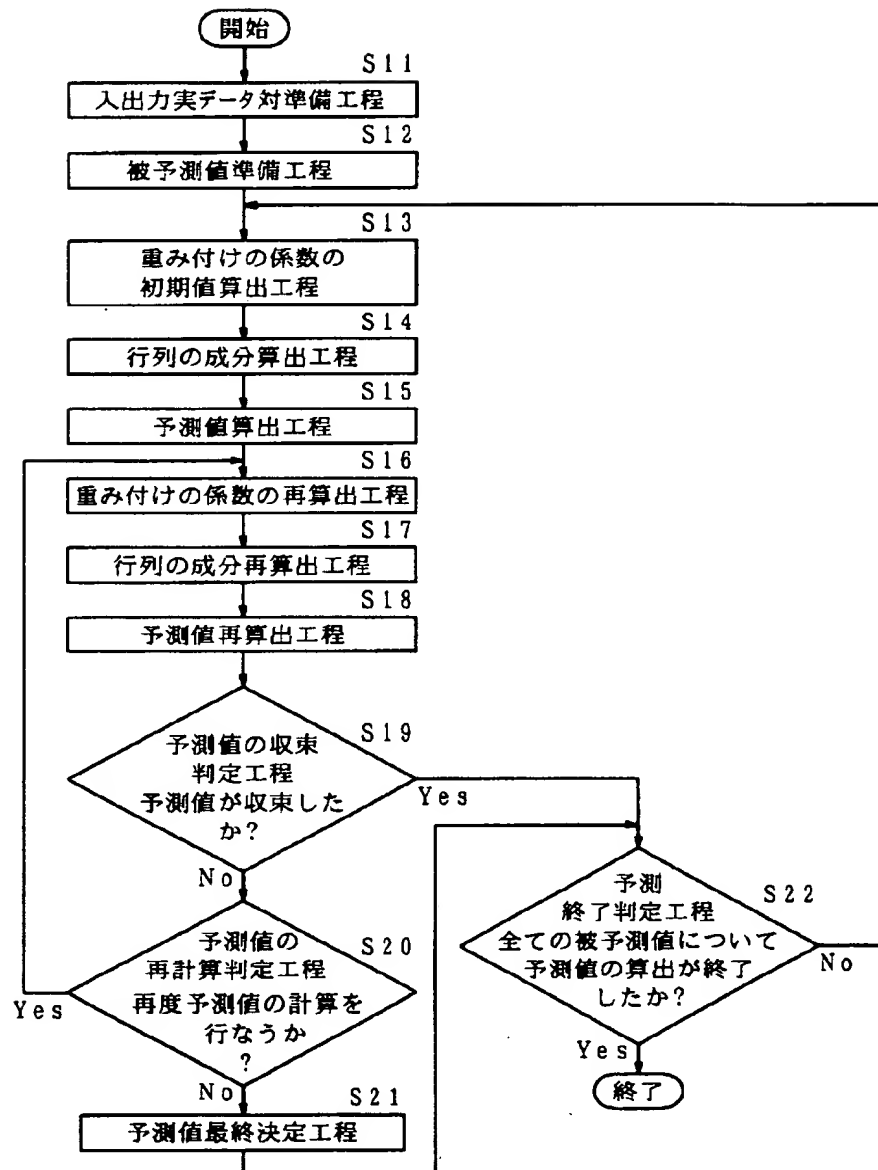 開始
S11
入出力実データ対準備工程
S12
被予測値準備工程
S13
重み付けの係数の
初期値算出工程
S14
行列の成分算出工程
S15
予測値算出工程
S16
重み付けの係数の再算出工程
S17
行列の成分再算出工程
S18
予測値再算出工程
S19
予測値の収束
判定工程
予測値が収束した
か?
Yes
No
S20
予測値の
再計算判定工程
再度予測値の計算を
行なうか
?
Yes
No
S21
予測値最終決定工程
S22
予測
終了判定工程
全ての被予測値について
予測値の算出が終了
したか?
No
Yes
終了